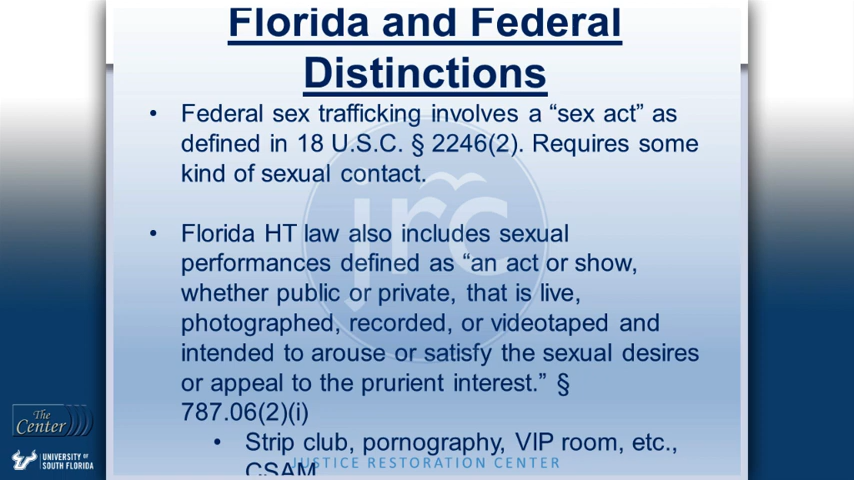 Florida and Federal
Distinctions
• Federal sex trafficking involves a “sex act” as
defined in 18 U.S.C. § 2246(2). Requires some
kind of sexual contact.
• Florida HT law also includes sexual
performances defined as “an act or show,
whether public or private, that is live,
photographed, recorded, or videotaped and
intended to arouse or satisfy the sexual desires
or appeal to the prurient interest.” §
787.06(2)(i)
• Strip club, pornography, VIP room, etc.,
CSAM
JUSTICE RESTORATION CENTER
jrc
The
Center
UNIVERSITY OF
SOUTH FLORIDA